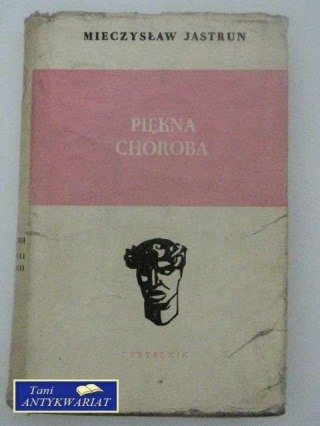 MIECZYSŁAW JASTRUN
PIĘKNA
CHOROBA
CZYTELNIK
Tani
ANTYKWARIAT